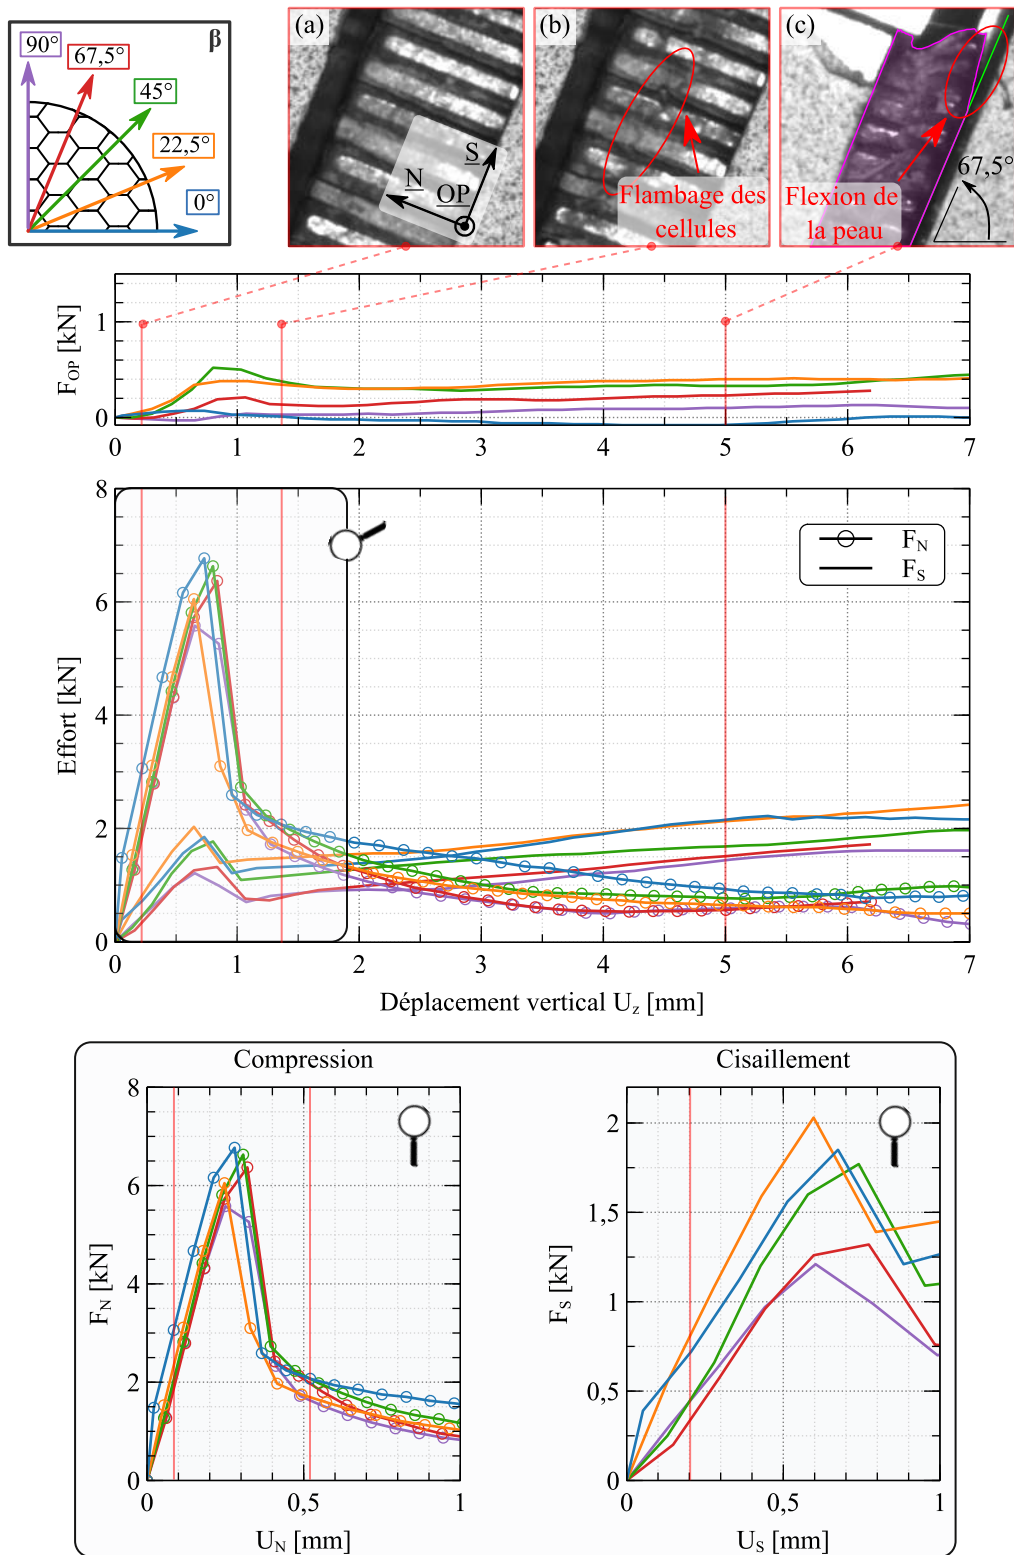 β
90°
67,5°
45°
22,5°
0°
(a)
N
S
OP
(b)
Flambage des
cellules
(c)
Flexion de
la peau
67,5°
F_OP [kN]
1
0
0 1 2 3 4 5 6 7
Effort [kN]
8
6
4
2
0
F_N
F_S
0 1 2 3 4 5 6 7
Déplacement vertical U_z [mm]
Compression
F_N [kN]
8
6
4
2
0
0 0,5 1
U_N [mm]
Cisaillement
F_S [kN]
2
1,5
1
0,5
0
0 0,5 1
U_S [mm]